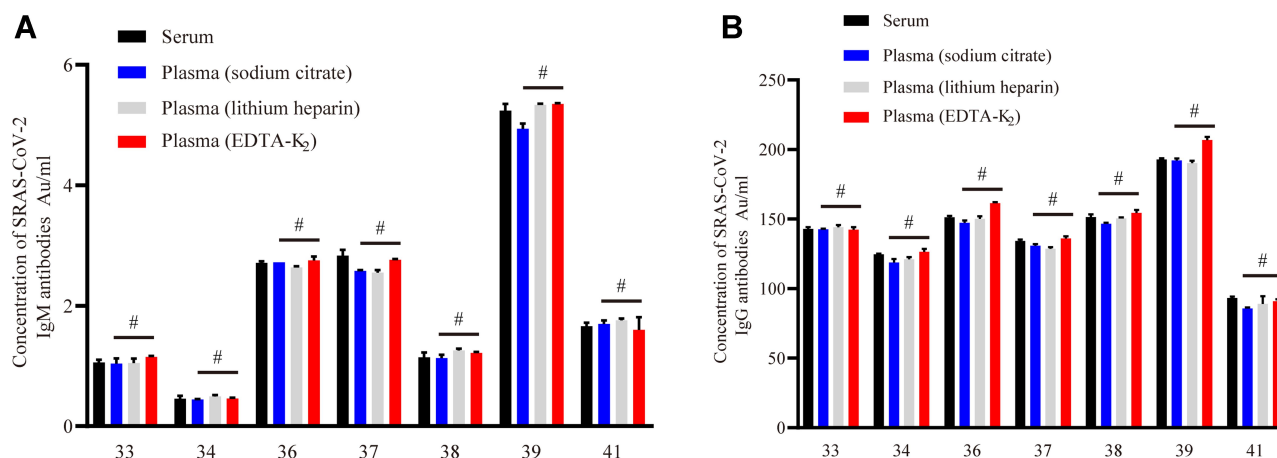 A
Serum
Plasma (sodium citrate)
Plasma (lithium heparin)
Plasma (EDTA-K₂)
Concentration of SRAS-CoV-2
IgM antibodies Au/ml
6
4
2
0
# # # # # # #
33 34 36 37 38 39 41
B
Serum
Plasma (sodium citrate)
Plasma (lithium heparin)
Plasma (EDTA-K₂)
Concentration of SRAS-CoV-2
IgG antibodies Au/ml
250
200
150
100
50
0
# # # # # # #
33 34 36 37 38 39 41